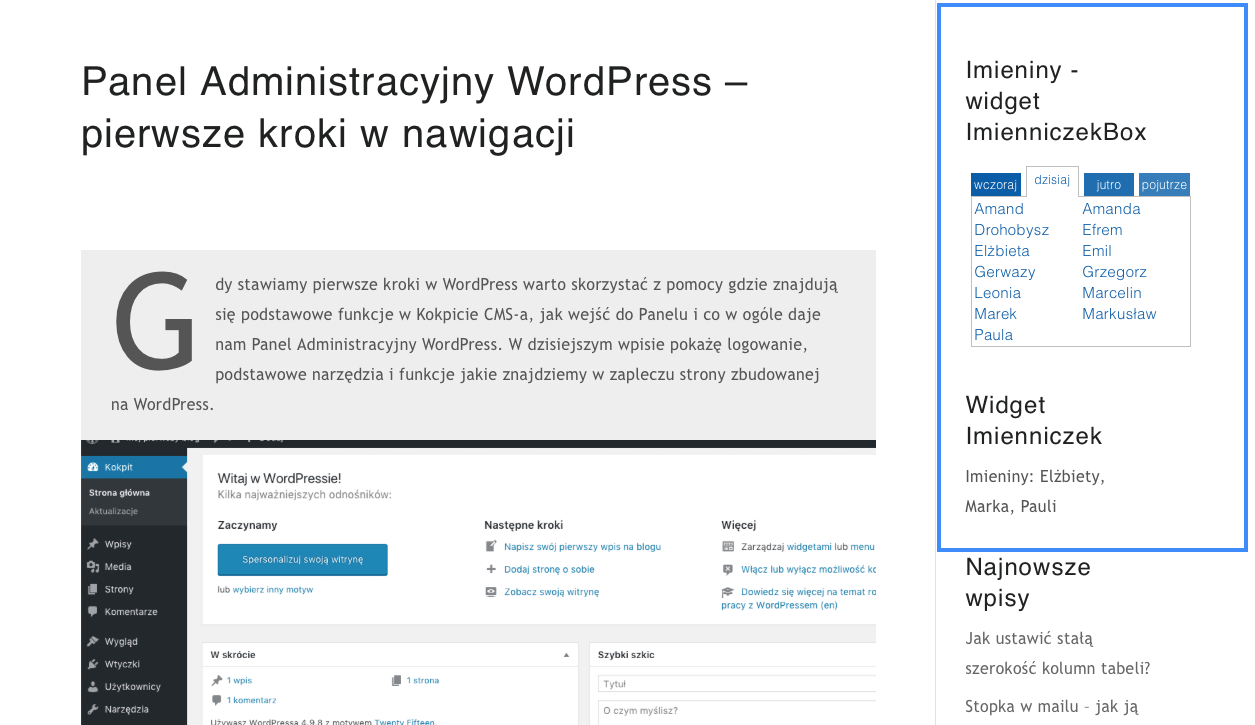 Panel Administracyjny WordPress –
pierwsze kroki w nawigacji
Gdy stawiamy pierwsze kroki w WordPress warto skorzystać z pomocy gdzie znajdują
się podstawowe funkcje w Kokpicie CMS-a, jak wejść do Panelu i co w ogóle daje
nam Panel Administracyjny WordPress. W dzisiejszym wpisie pokażę logowanie,
podstawowe narzędzia i funkcje jakie znajdziemy w zapleczu strony zbudowanej
na WordPress.
Kokpit
Strona główna
Aktualizacje
Wpisy
Media
Strony
Komentarze
Wygląd
Wtyczki
Użytkownicy
Narzędzia
Witaj w WordPressie!
Kilka najważniejszych odnośników:
Zaczynamy
Spersonalizuj swoją witrynę
lub wybierz inny motyw
Następne kroki
Napisz swój pierwszy wpis na blogu
Dodaj stronę o sobie
Zobacz swoją witrynę
Więcej
Zarządzaj widgetami lub menu
Włącz lub wyłącz możliwość
Dowiedz się więcej na temat
pracy z WordPressem (en)
W skrócie
1 wpis
1 strona
1 komentarz
Używasz WordPressa 4.9.8 z motywem Twenty Fifteen.
Szybki szkic
Tytuł
O czym myślisz?
Imieniny -
widget
ImienniczekBox
wczoraj dzisiaj jutro pojutrze
Amand Amanda
Drohobysz Efrem
Elżbieta Emil
Gerwazy Grzegorz
Leonia Marcelin
Marek Markusław
Paula
Widget
Imienniczek
Imieniny: Elżbiety,
Marka, Pauli
Najnowsze
wpisy
Jak ustawić stałą
szerokość kolumn tabeli?
Stopka w mailu - jak ją